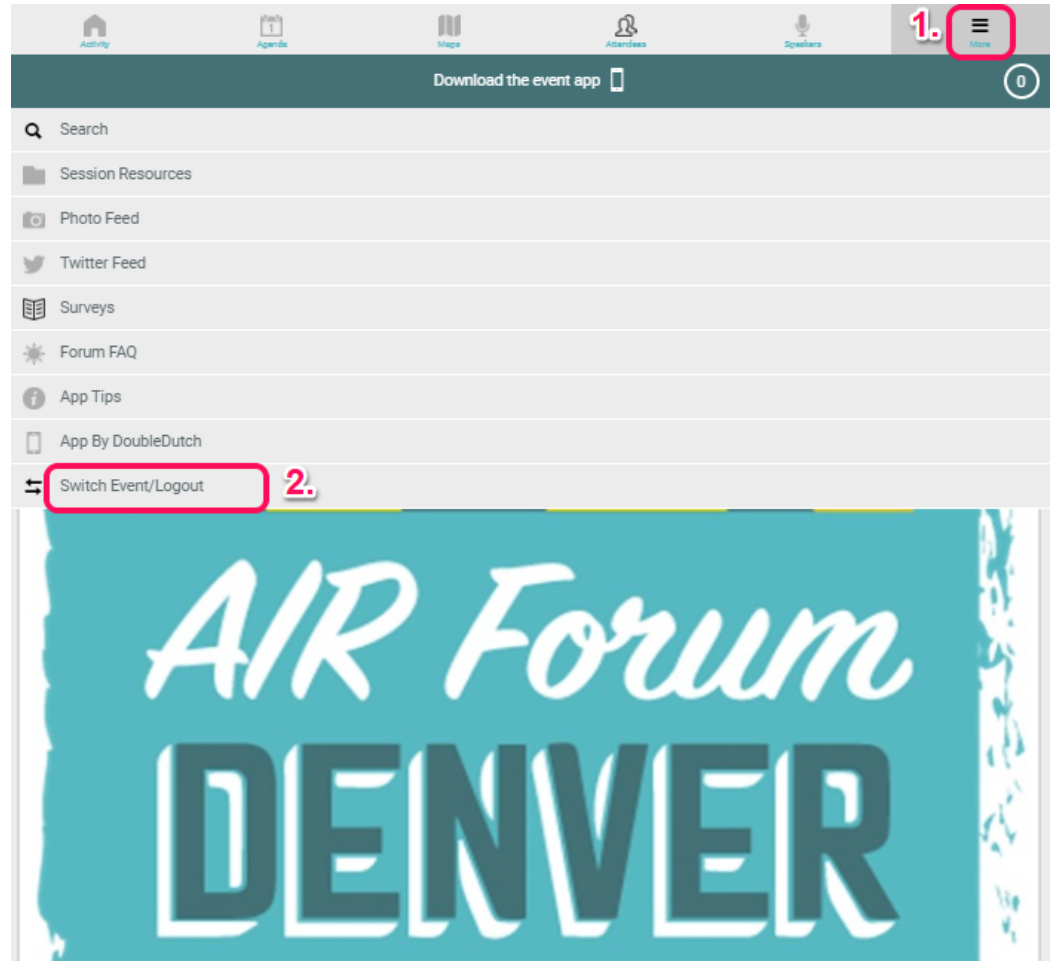 Activity
1
Agenda
Maps
Attendees
Speakers
1.
More
Download the event app
0
Search
Session Resources
Photo Feed
Twitter Feed
Surveys
Forum FAQ
App Tips
App By DoubleDutch
Switch Event/Logout
2.
AIR Forum
DENVER